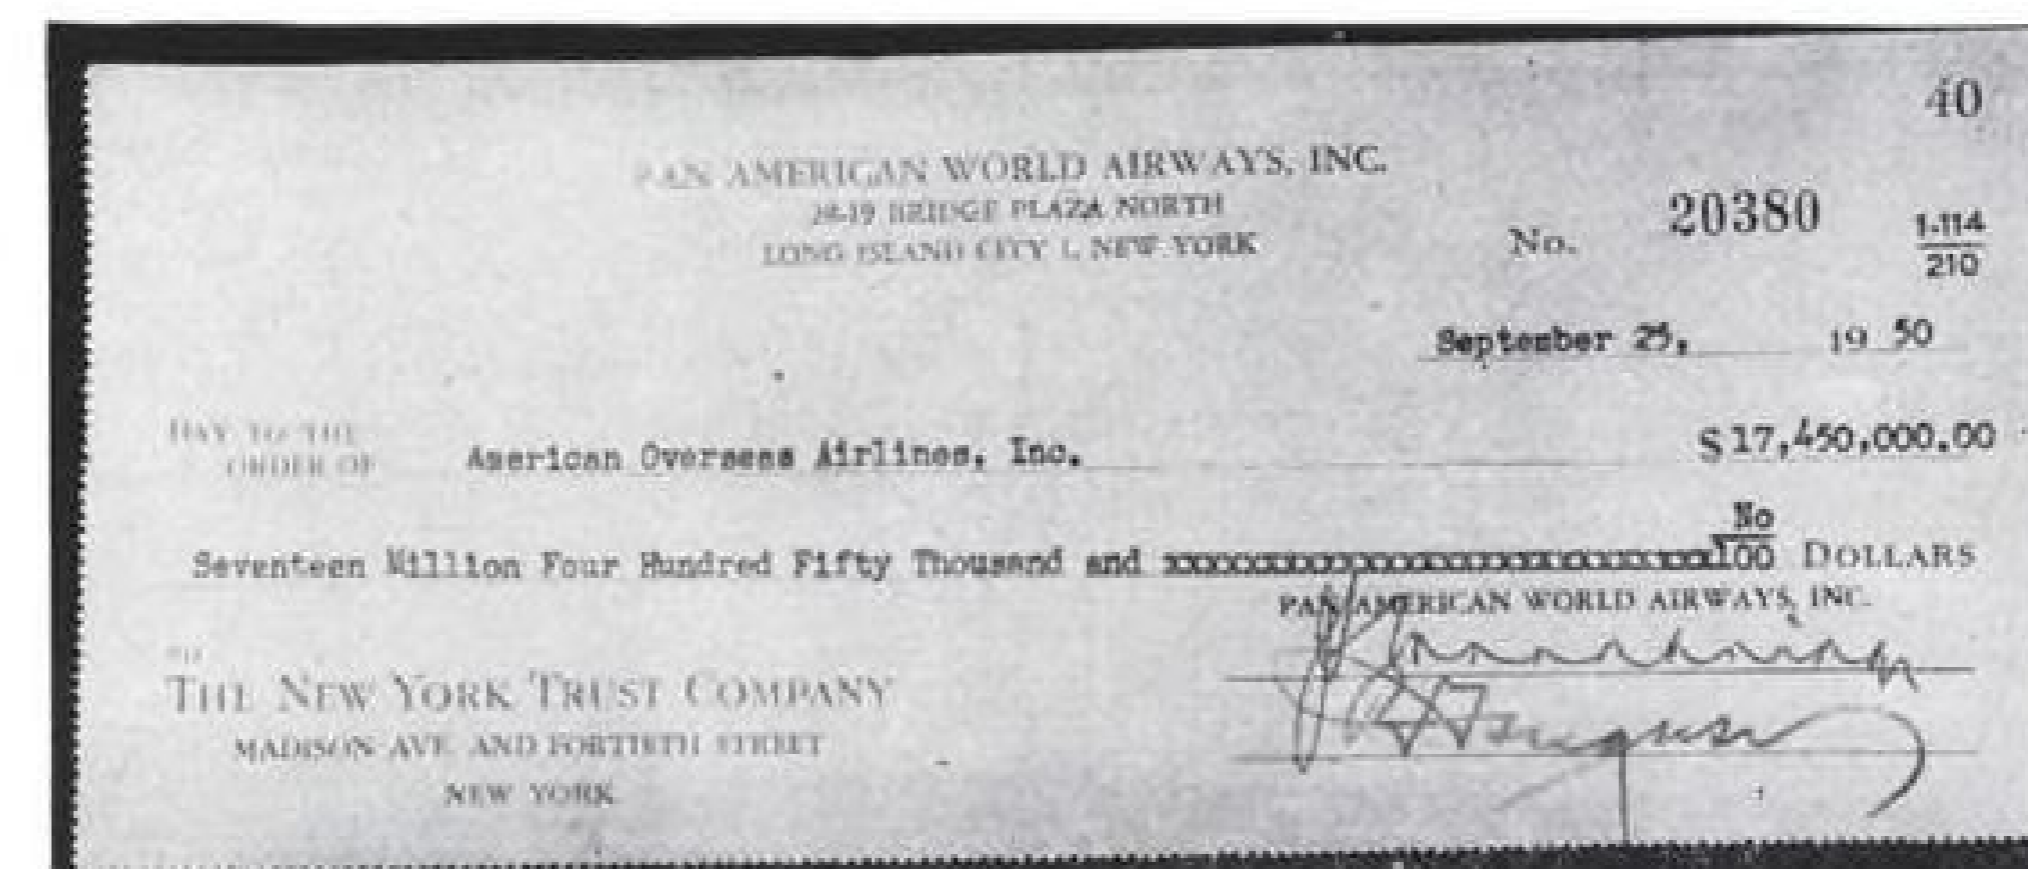 40
PAN AMERICAN WORLD AIRWAYS, INC.
28-19 BRIDGE PLAZA NORTH
LONG ISLAND CITY 1, NEW YORK
No. 20380
1-114
210
September 25, 19 50
PAY TO THE
ORDER OF American Overseas Airlines, Inc. $17,450,000.00
No
Seventeen Million Four Hundred Fifty Thousand and xxxxxxxxxxxxxxxxxxxxxxxxxxxxxxxx100 DOLLARS
PAN AMERICAN WORLD AIRWAYS, INC.
TO
THE NEW YORK TRUST COMPANY
MADISON AVE. AND FORTIETH STREET
NEW YORK